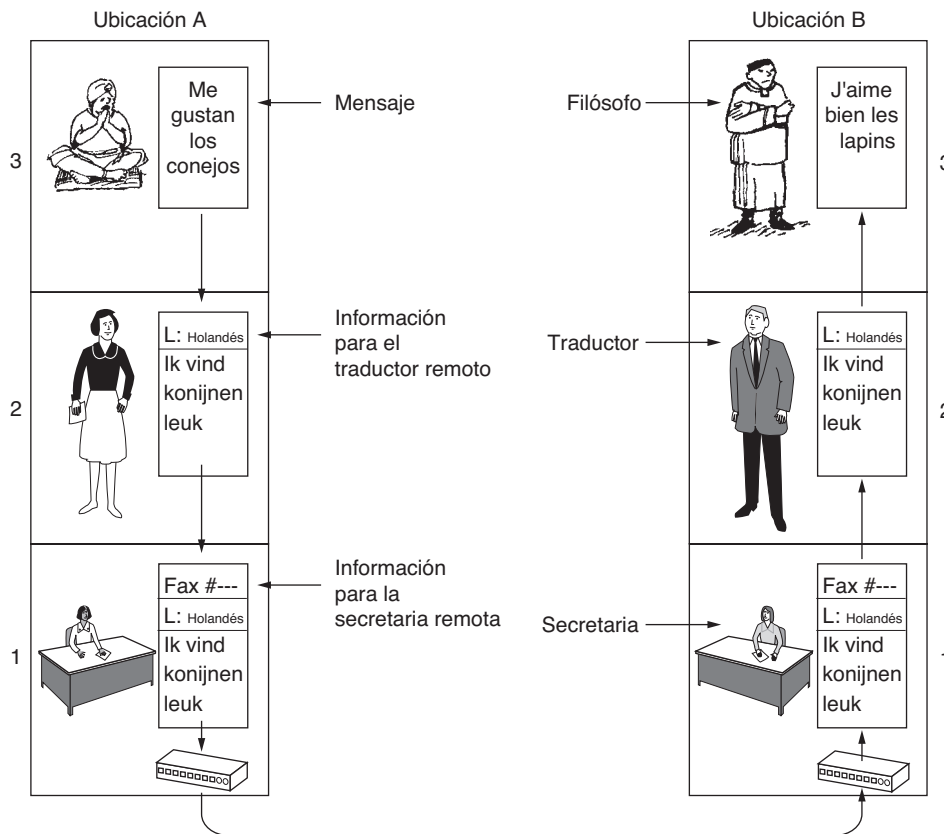 Ubicación A
Ubicación B
Me
gustan
los
conejos
Mensaje
Filósofo
J'aime
bien les
lapins
3
3
L: Holandés
Ik vind
konijnen
leuk
Información
para el
traductor remoto
Traductor
L: Holandés
Ik vind
konijnen
leuk
2
2
Fax #---
L: Holandés
Ik vind
konijnen
leuk
Información
para la
secretaria remota
Secretaria
Fax #---
L: Holandés
Ik vind
konijnen
leuk
1
1